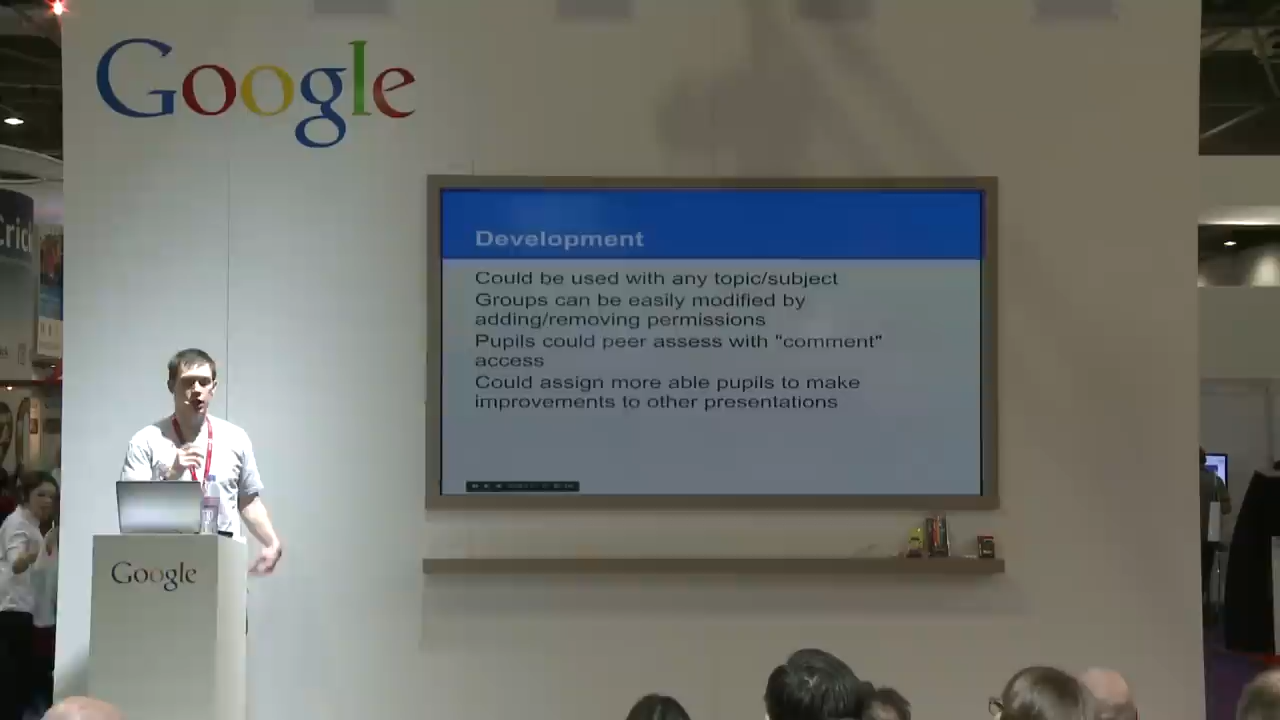 Google
Development
Could be used with any topic/subject
Groups can be easily modified by
adding/removing permissions
Pupils could peer assess with "comment"
access
Could assign more able pupils to make
improvements to other presentations
Google